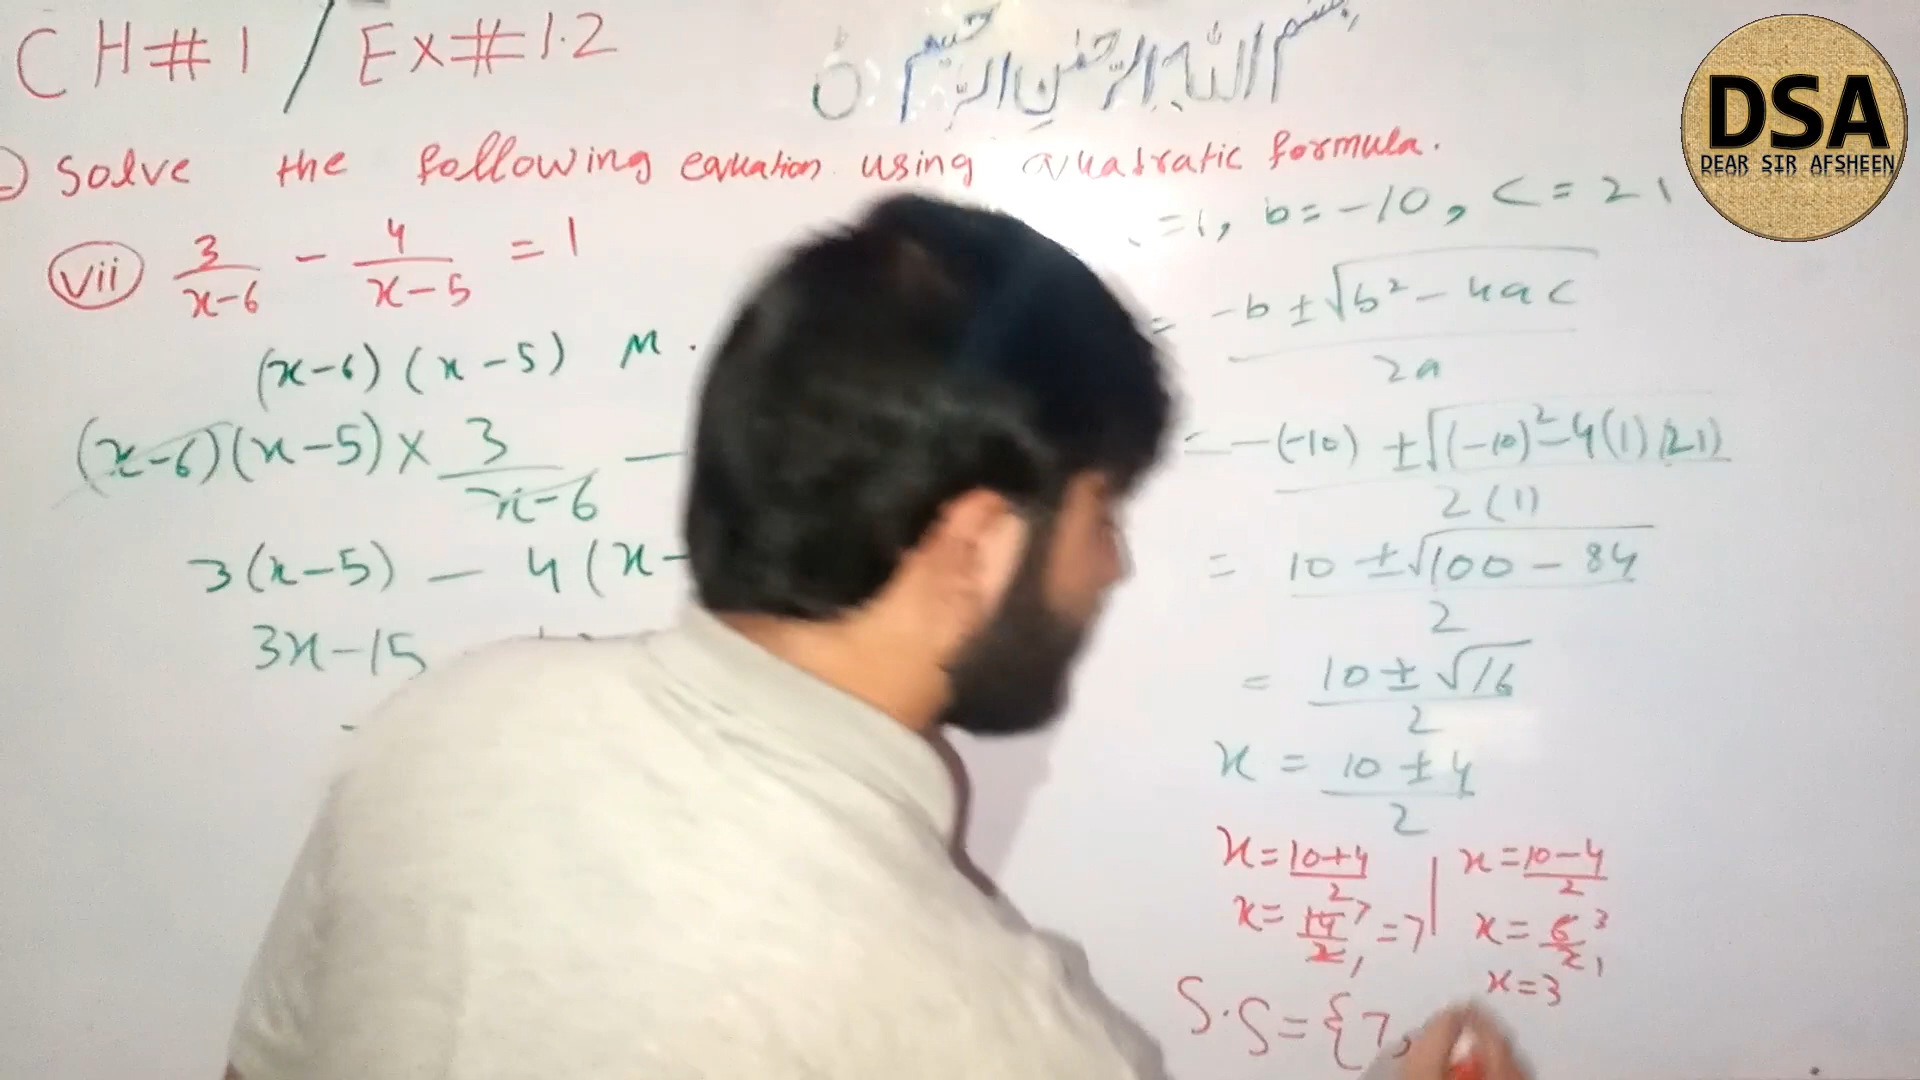 CH#1 / Ex#1.2
بسم اللہ الرحمٰن الرحیم
DSA
DEAR SIR AFSHEEN
Solve the following equation using quadratic formula.
(vii) 3/(x-6) - 4/(x-5) = 1
(x-6)(x-5) M.
(x-6)(x-5) × 3/(x-6) -
3(x-5) - 4(x-
3x-15
=1, b=-10, C=21
= (-b ± √(b² - 4ac))/2a
= (-(-10) ± √((-10)² - 4(1)(21)))/2(1)
= (10 ± √(100 - 84))/2
= (10 ± √16)/2
x = (10 ± 4)/2
x = (10+4)/2 | x = (10-4)/2
x = 14/2 = 7 | x = 6/2
x = 3
S.S = {7,